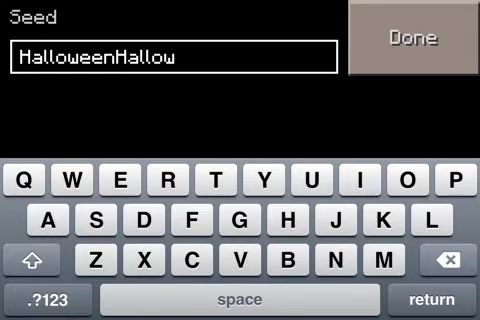 Seed
Done
HalloweenHallow
Q W E R T Y U I O P
A S D F G H J K L
Z X C V B N M
.?123 space return